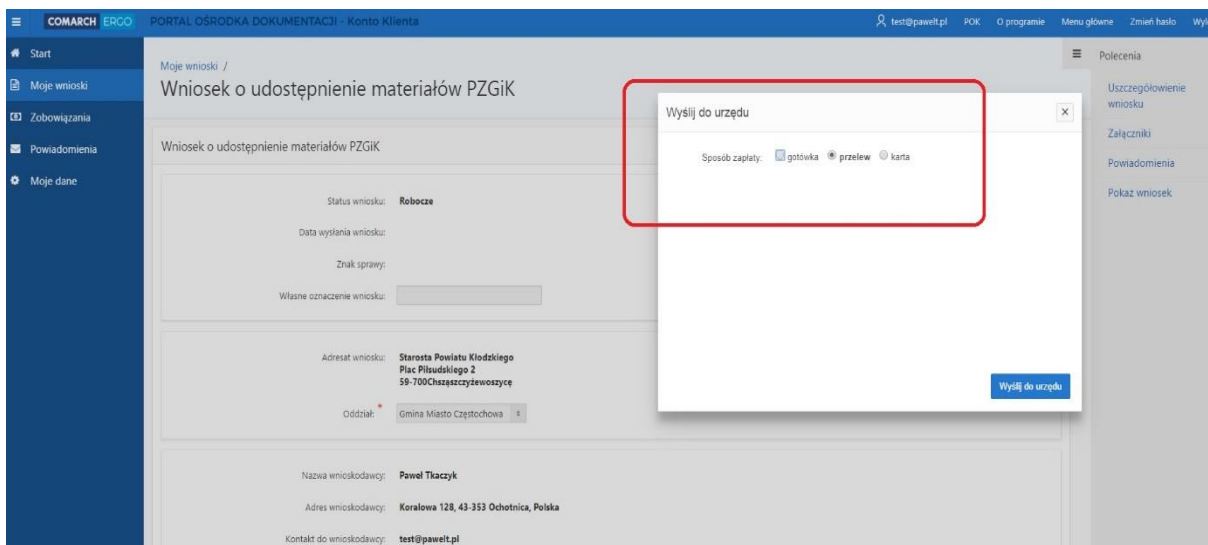 COMARCH ERGO
PORTAL OŚRODKA DOKUMENTACJI - Konto Klienta
test@pawelt.pl POK O programie Menu główne Zmień hasło
Start
Moje wnioski
Zobowiązania
Powiadomienia
Moje dane
Moje wnioski /
Wniosek o udostępnienie materiałów PZGiK
Wniosek o udostępnienie materiałów PZGiK
Status wniosku: Robocze
Data wysłania wniosku:
Znak sprawy:
Własne oznaczenie wniosku:
Adresat wniosku: Starosta Powiatu Kłodzkiego
Plac Piłsudskiego 2
59-700Chsząszczyżewoszycę
Oddział: * Gmina Miasto Częstochowa
Nazwa wnioskodawcy: Paweł Tkaczyk
Adres wnioskodawcy: Koralowa 128, 43-353 Ochotnica, Polska
Kontakt do wnioskodawcy: test@pawelt.pl
Wyślij do urzędu
Sposób zapłaty: gotówka przelew karta
Wyślij do urzędu
Polecenia
Uszczegółowienie
wniosku
Załączniki
Powiadomienia
Pokaż wniosek